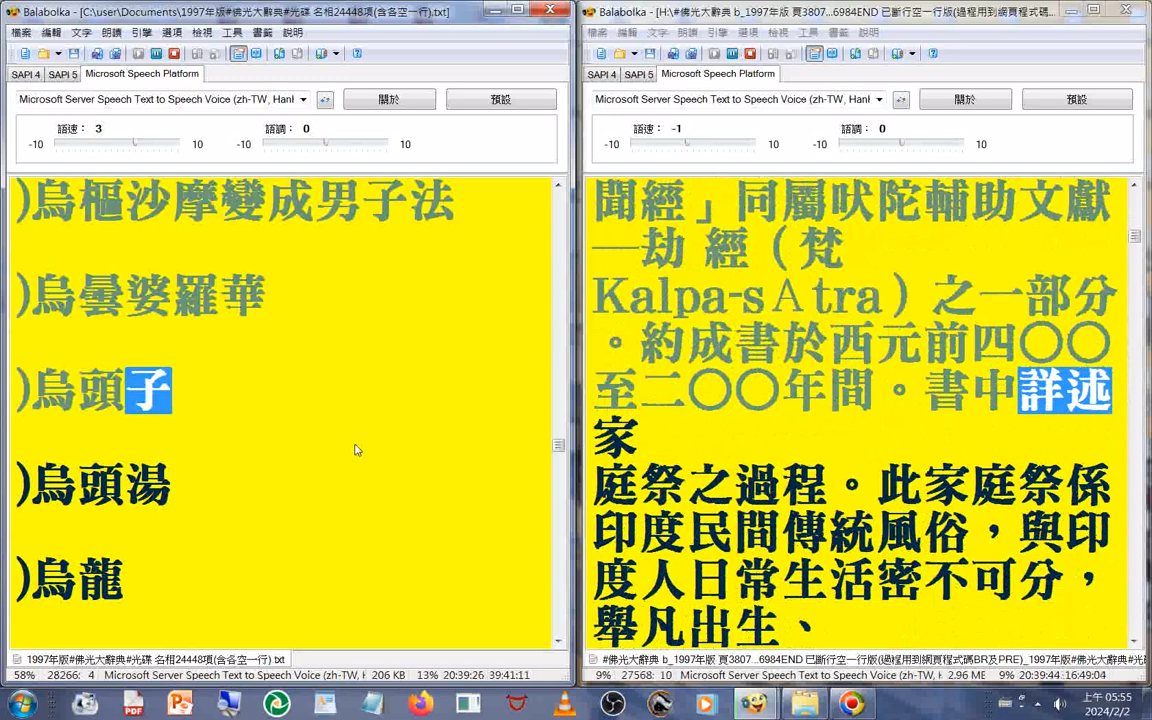 Balabolka - [C:\user\Documents\1997年版#佛光大辭典#光碟 名相24448項(含各空一行).txt]
檔案 編輯 文字 朗讀 引擎 選項 檢視 工具 書籤 說明
SAPI 4 SAPI 5 Microsoft Speech Platform
Microsoft Server Speech Text to Speech Voice (zh-TW, Han 關於 預設
語速： 3 語調： 0
-10 10 -10 10
)烏樞沙摩變成男子法
)烏曇婆羅華
)烏頭子
)烏頭湯
)烏龍
1997年版#佛光大辭典#光碟 名相24448項(含各空一行).txt
58% 28266: 4 Microsoft Server Speech Text to Speech Voice (zh-TW, H 206 KB 13% 20:39:26 39:41:11
Balabolka - [H:\#佛光大辭典 b_1997年版 頁3807...6984END 已斷行空一行版(過程用到網頁程式碼...
檔案 編輯 文字 朗讀 引擎 選項 檢視 工具 書籤 說明
SAPI 4 SAPI 5 Microsoft Speech Platform
Microsoft Server Speech Text to Speech Voice (zh-TW, Han 關於 預設
語速： -1 語調： 0
-10 10 -10 10
聞經」同屬吠陀輔助文獻
─劫 經（梵
Kalpa-sＡtra）之一部分
。約成書於西元前四〇〇
至二〇〇年間。書中詳述
家
庭祭之過程。此家庭祭係
印度民間傳統風俗，與印
度人日常生活密不可分，
舉凡出生、
#佛光大辭典 b_1997年版 頁3807...6984END 已斷行空一行版(過程用到網頁程式碼BR及PRE)_1997年版#光
9% 27568: 10 Microsoft Server Speech Text to Speech Voice (zh-TW, H 2.96 ME 20:39:44 16:49:04
上午 05:55
2024/2/2